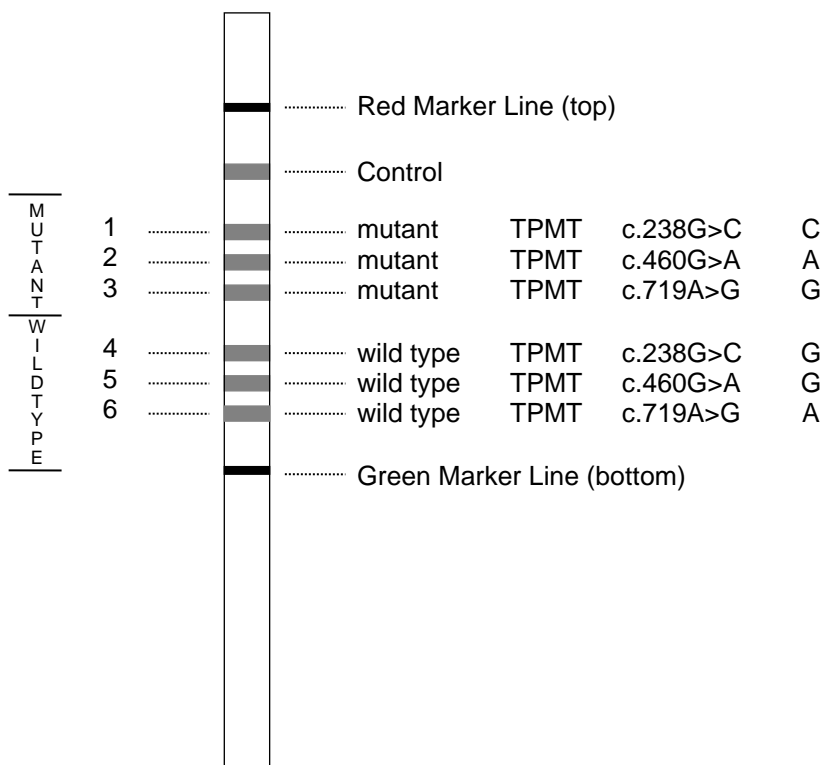 Red Marker Line (top)
Control
MUTANT
1 mutant TPMT c.238G>C C
2 mutant TPMT c.460G>A A
3 mutant TPMT c.719A>G G
WILDTYPE
4 wild type TPMT c.238G>C G
5 wild type TPMT c.460G>A G
6 wild type TPMT c.719A>G A
Green Marker Line (bottom)